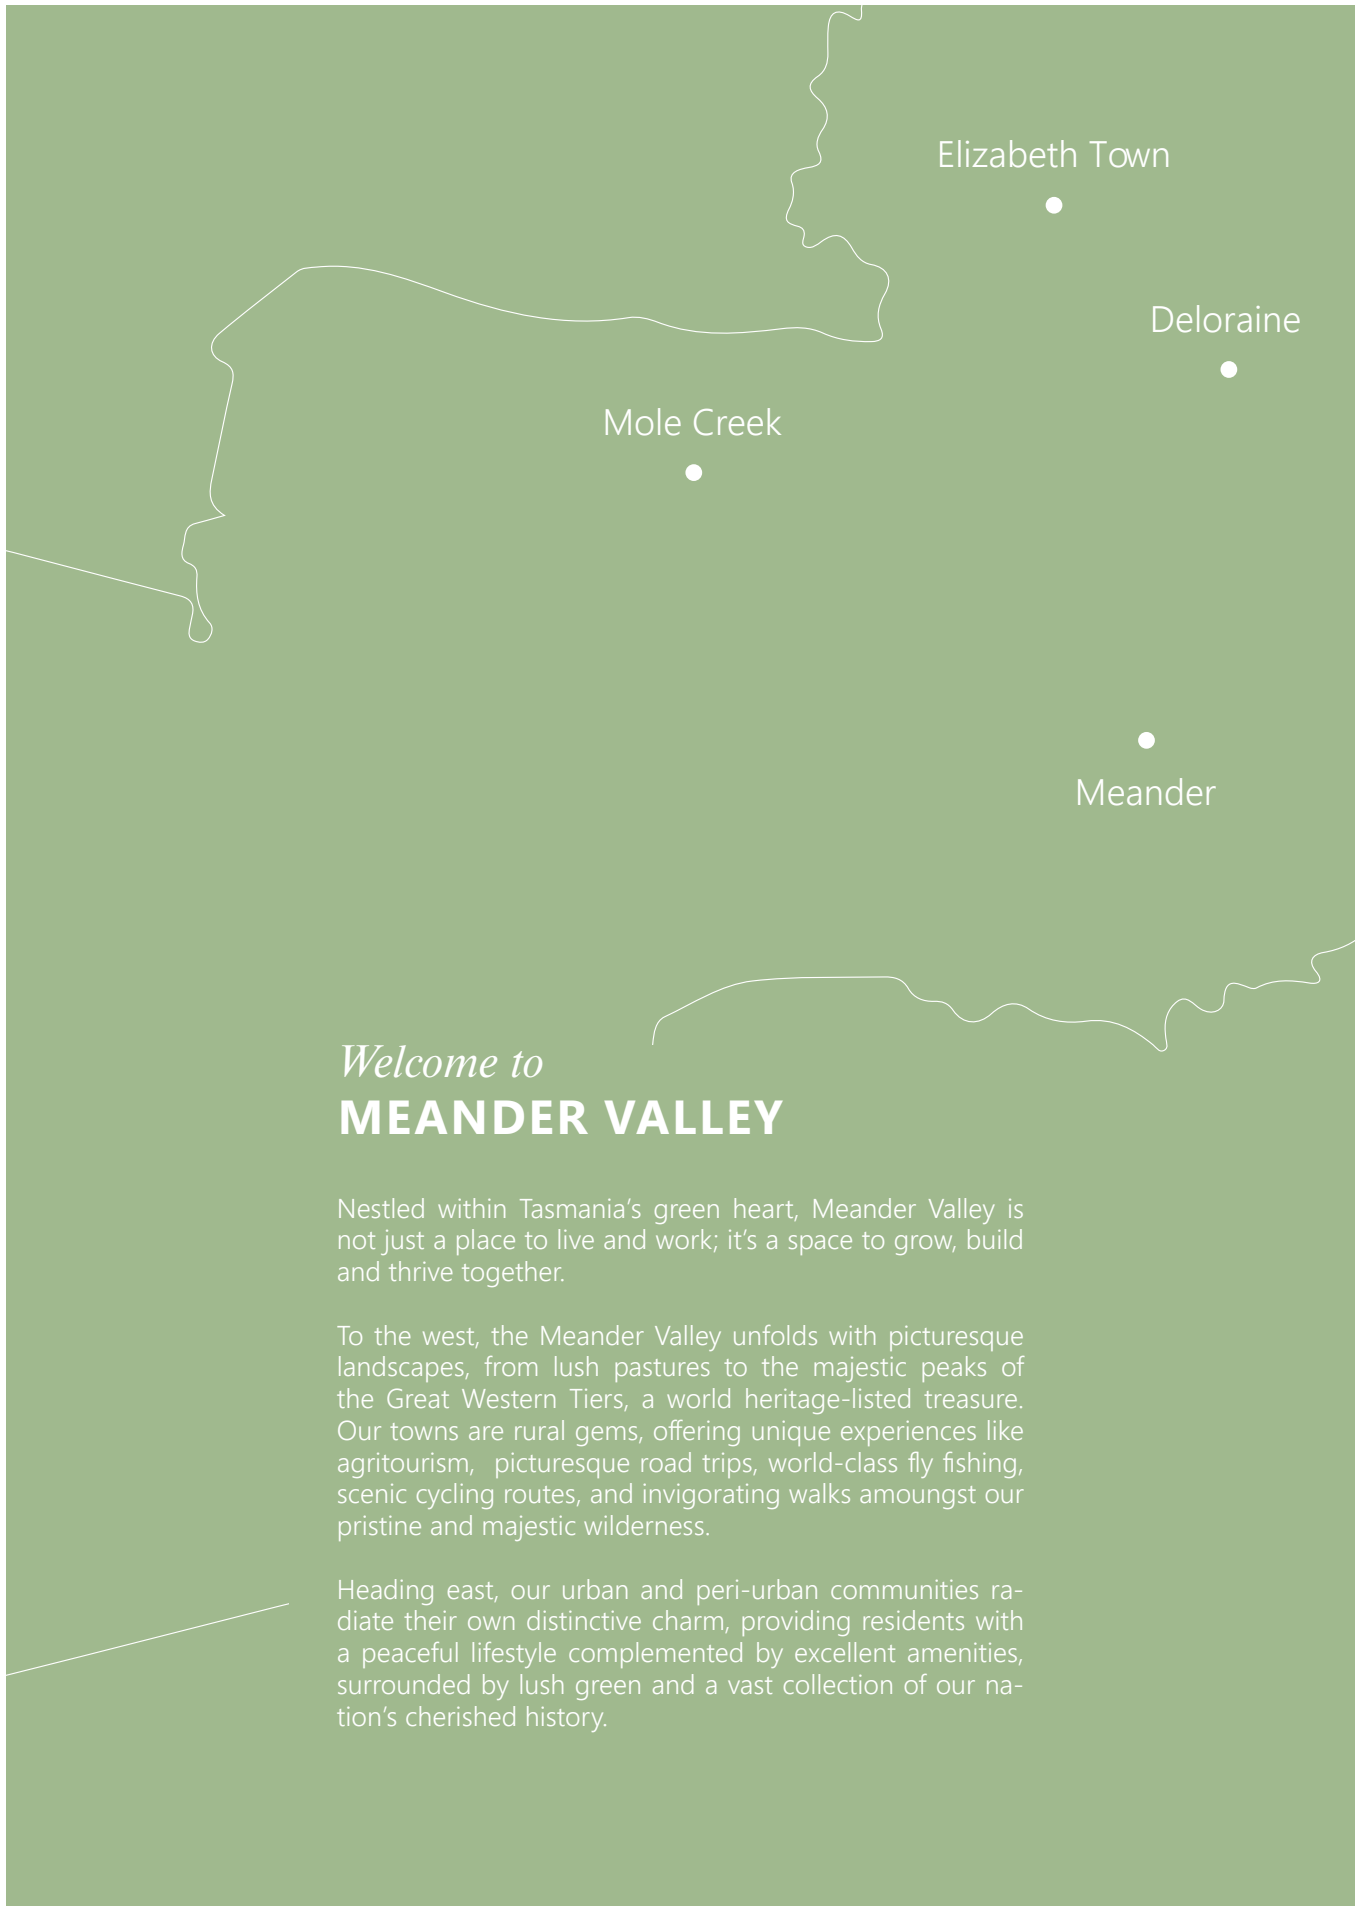 Elizabeth Town
Deloraine
Mole Creek
Meander
Welcome to
MEANDER VALLEY
Nestled within Tasmania’s green heart, Meander Valley is
not just a place to live and work; it’s a space to grow, build
and thrive together.
To the west, the Meander Valley unfolds with picturesque
landscapes, from lush pastures to the majestic peaks of
the Great Western Tiers, a world heritage-listed treasure.
Our towns are rural gems, offering unique experiences like
agritourism,  picturesque road trips, world-class fly fishing,
scenic cycling routes, and invigorating walks amoungst our
pristine and majestic wilderness.
Heading east, our urban and peri-urban communities ra-
diate their own distinctive charm, providing residents with
a peaceful lifestyle complemented by excellent amenities,
surrounded by lush green and a vast collection of our na-
tion’s cherished history.